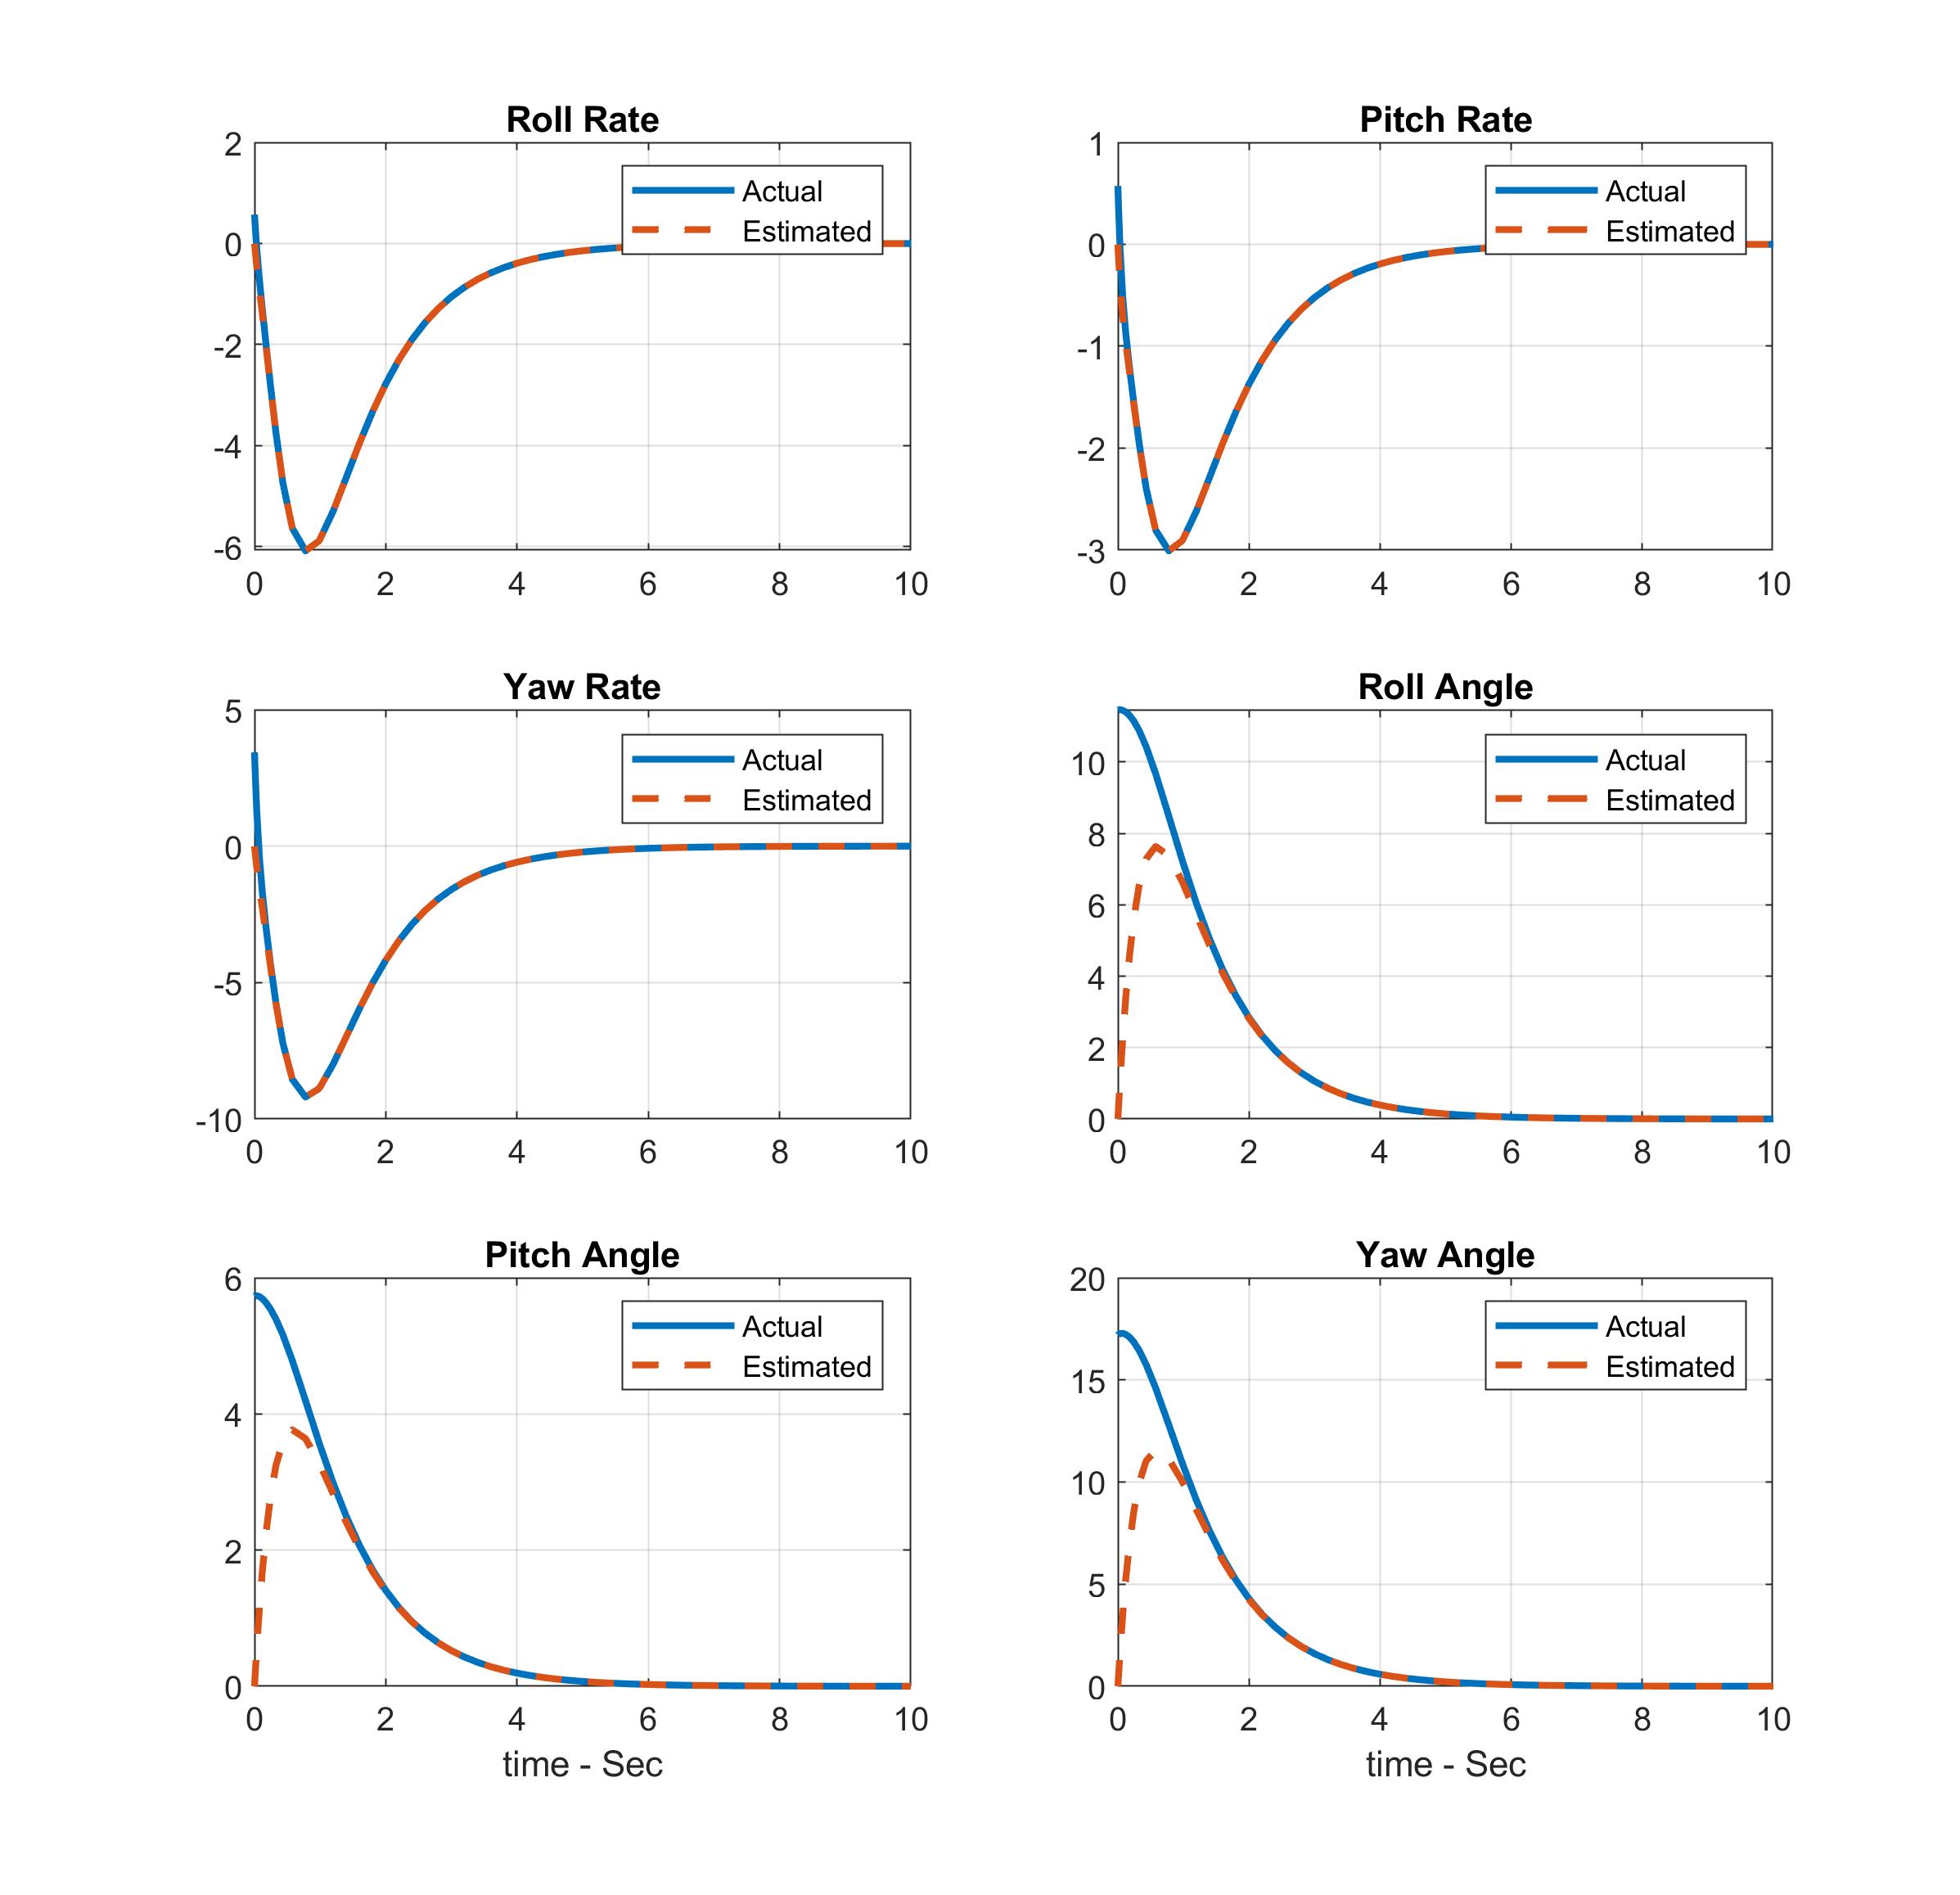 Roll Rate
2
0
-2
-4
-6
0 2 4 6 8 10
Actual
Estimated
Pitch Rate
1
0
-1
-2
-3
0 2 4 6 8 10
Actual
Estimated
Yaw Rate
5
0
-5
-10
0 2 4 6 8 10
Actual
Estimated
Roll Angle
10
8
6
4
2
0
0 2 4 6 8 10
Actual
Estimated
Pitch Angle
6
4
2
0
0 2 4 6 8 10
time - Sec
Actual
Estimated
Yaw Angle
20
15
10
5
0
0 2 4 6 8 10
time - Sec
Actual
Estimated